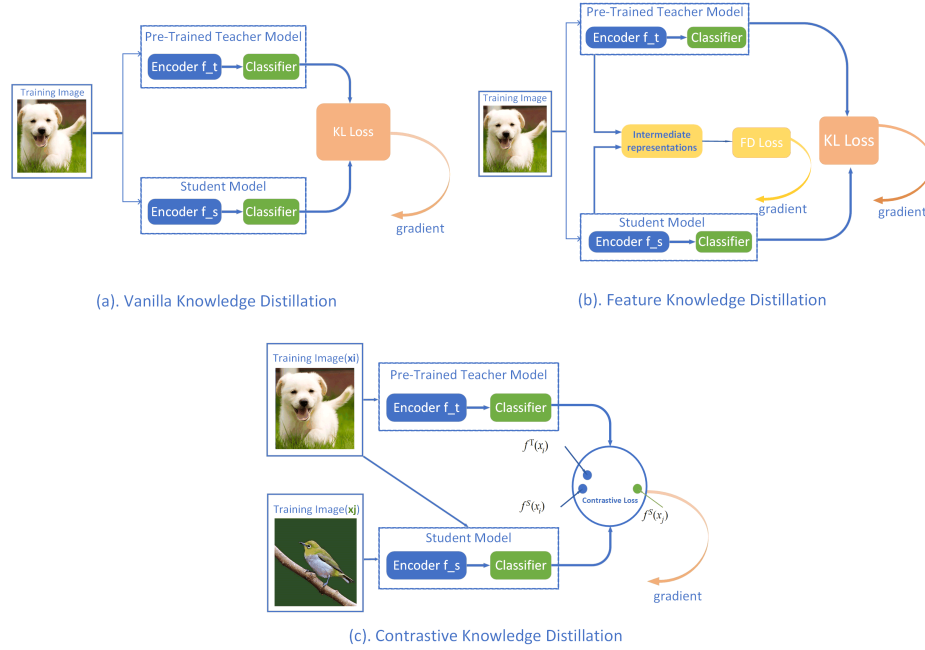 Pre-Trained Teacher Model
Encoder f_t
Classifier
Training Image
KL Loss
Student Model
Encoder f_s
Classifier
gradient
(a). Vanilla Knowledge Distillation
Pre-Trained Teacher Model
Encoder f_t
Classifier
Training Image
Intermediate
representations
FD Loss
KL Loss
gradient
gradient
Student Model
Encoder f_s
Classifier
(b). Feature Knowledge Distillation
Training Image(xi)
Pre-Trained Teacher Model
Encoder f_t
Classifier
f^T(x_i)
Contrastive Loss
f^S(x_i)
f^S(x_j)
Training Image(xj)
Student Model
Encoder f_s
Classifier
gradient
(c). Contrastive Knowledge Distillation